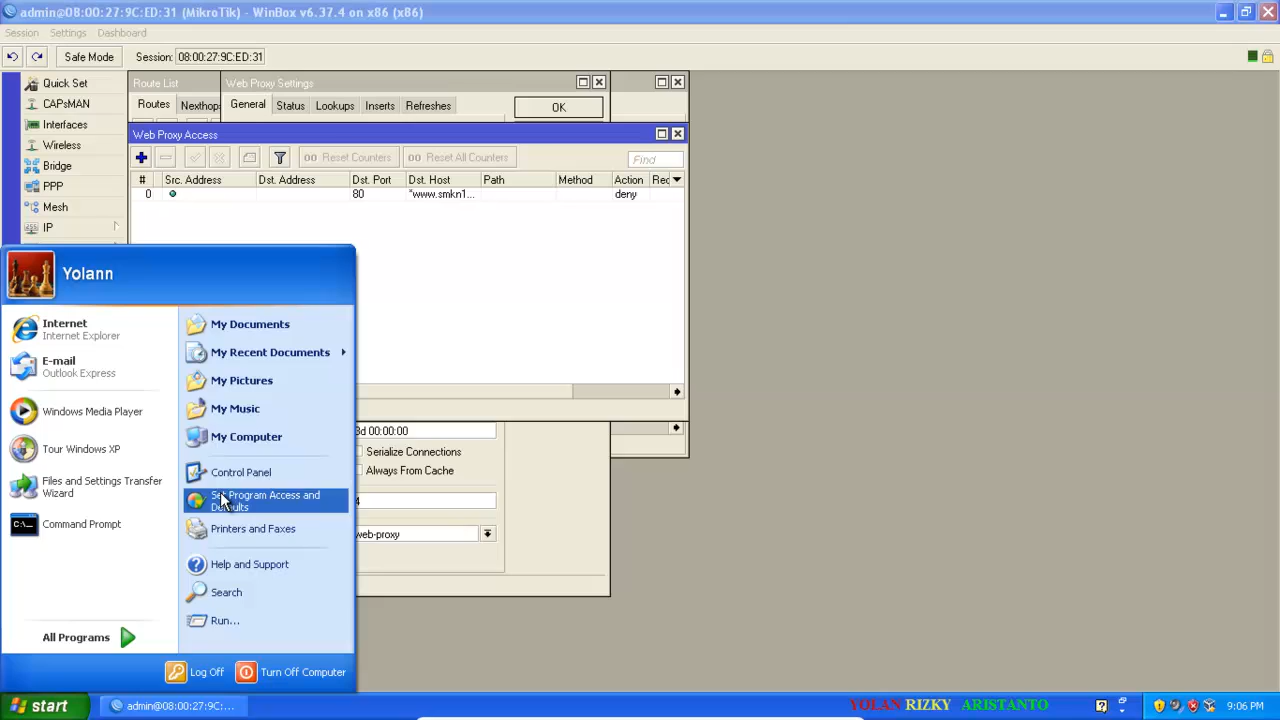 admin@08:00:27:9C:ED:31 (MikroTik) - WinBox v6.37.4 on x86 (x86)
Session Settings Dashboard
Safe Mode Session: 08:00:27:9C:ED:31
Quick Set
CAPsMAN
Interfaces
Wireless
Bridge
PPP
Mesh
IP
Route List
Routes Nexthop
Web Proxy Settings
General Status Lookups Inserts Refreshes OK
Web Proxy Access
00 Reset Counters 00 Reset All Counters Find
# Src. Address Dst. Address Dst. Port Dst. Host Path Method Action Rec
0 80 "www.smkn1... deny
3d 00:00:00
Serialize Connections
Always From Cache
4
web-proxy
Yolann
Internet
Internet Explorer
E-mail
Outlook Express
Windows Media Player
Tour Windows XP
Files and Settings Transfer
Wizard
Command Prompt
All Programs
My Documents
My Recent Documents
My Pictures
My Music
My Computer
Control Panel
Set Program Access and
Defaults
Printers and Faxes
Help and Support
Search
Run...
Log Off Turn Off Computer
start admin@08:00:27:9C:... YOLAN RIZKY ARISTANTO 9:06 PM